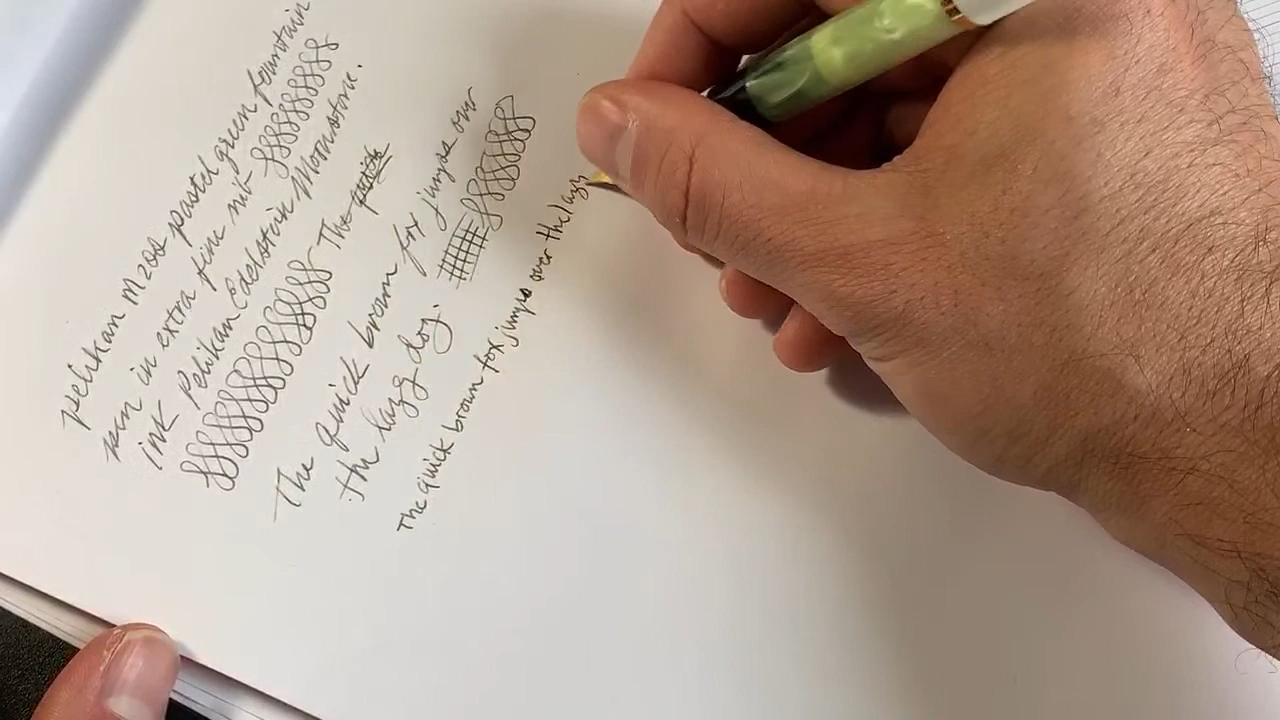 pelikan M200 pastel green fountain
pen in extra fine nib
ink Pelikan Edelstein Moonstone.
The
The quick brown fox jumps over
the lazy dog.
The quick brown fox jumps over the lazy